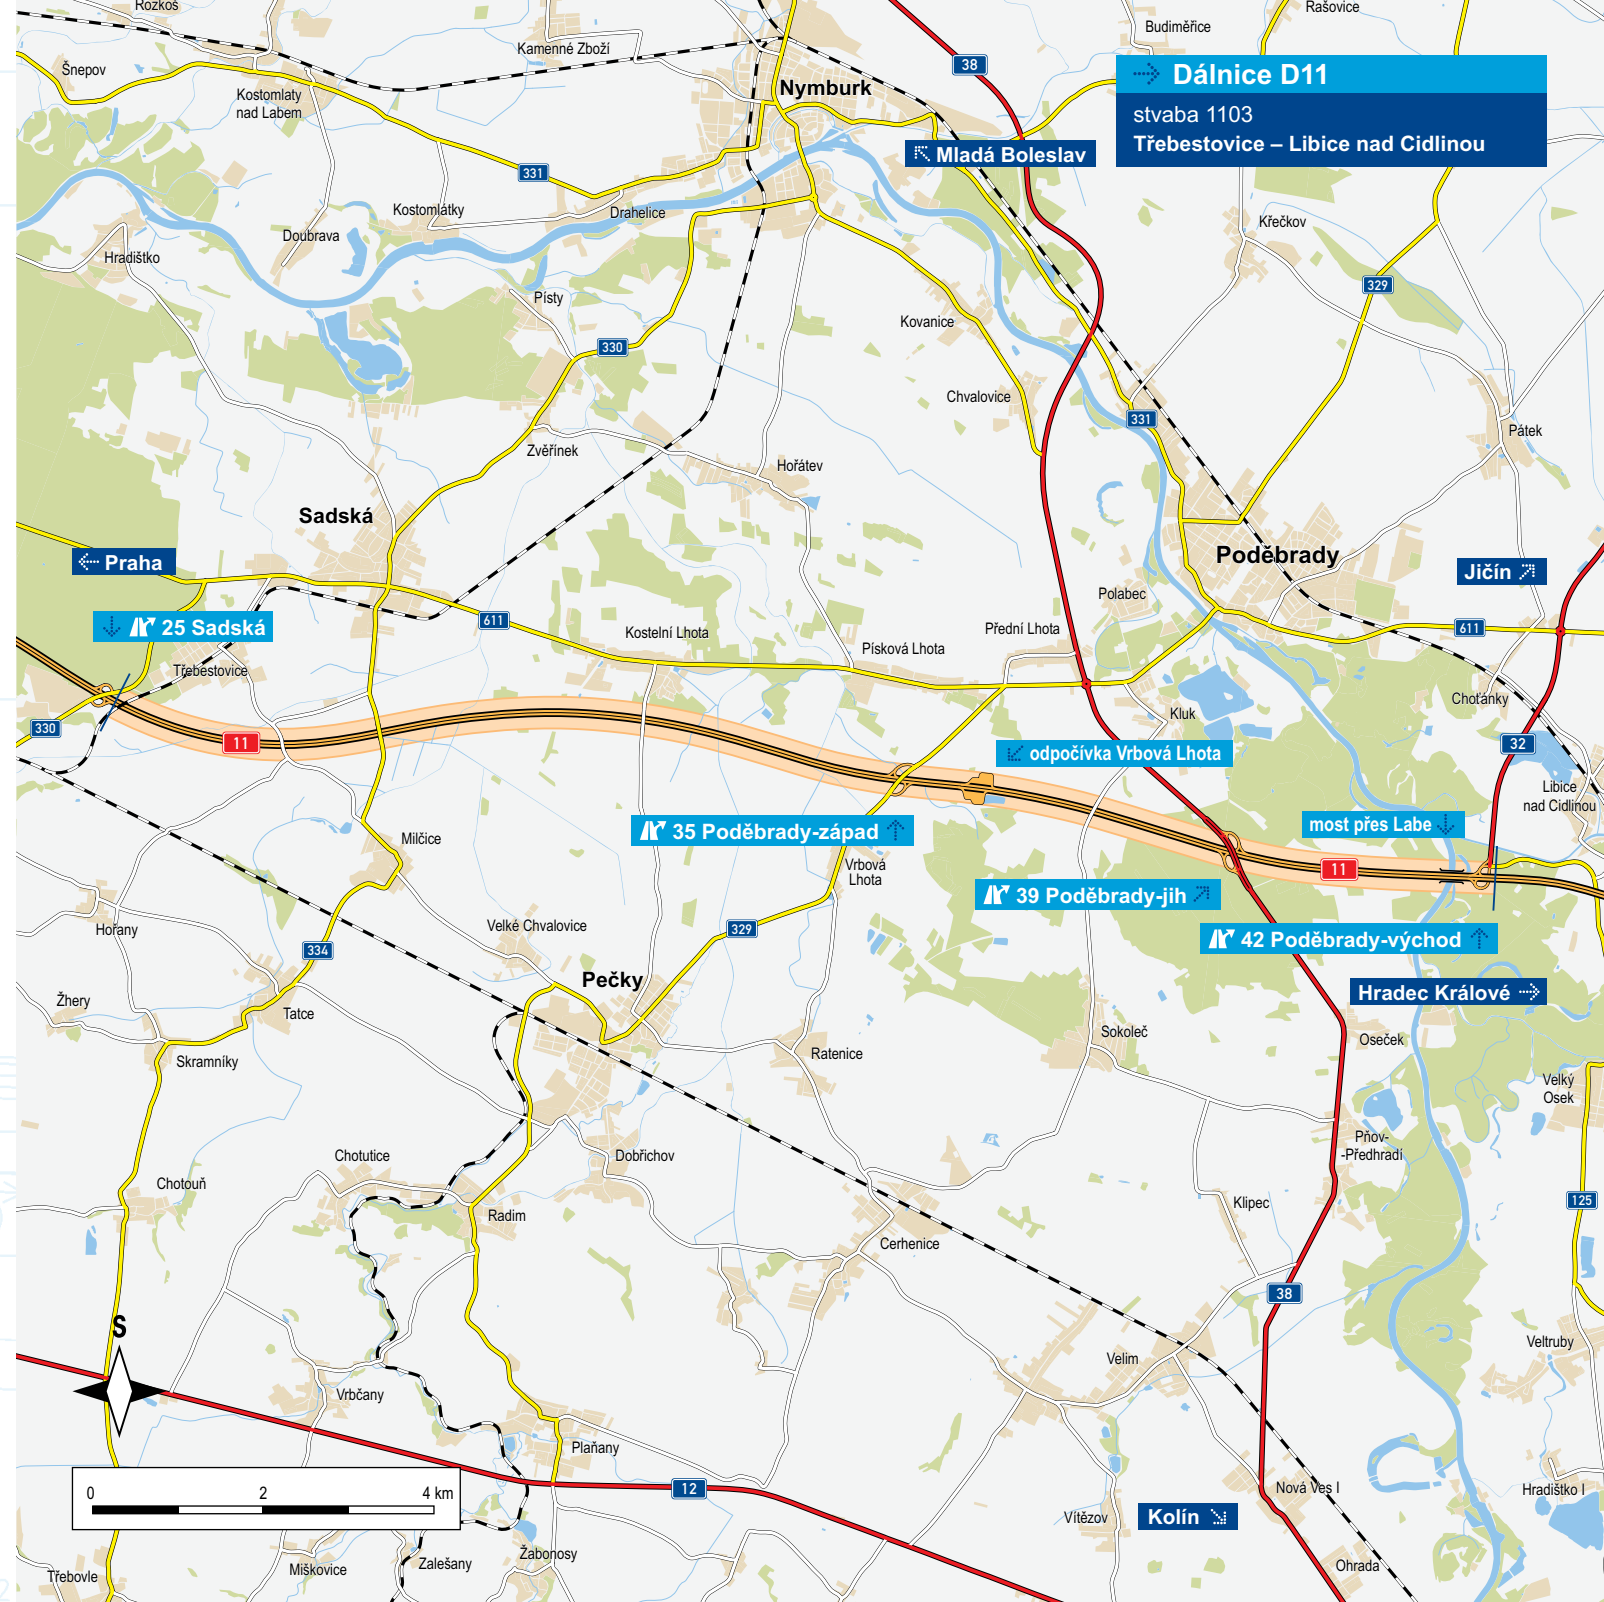 Rozkoš
Rašovice
Budiměřice
Kamenné Zboží
Šnepov
38
Dálnice D11
Nymburk
Kostomlaty
nad Labem
stvaba 1103
Třebestovice – Libice nad Cidlinou
Mladá Boleslav
331
Kostomlátky
Drahelice
Doubrava
Křečkov
Hradištko
329
Písty
Kovanice
330
Chvalovice
331
Pátek
Zvěřínek
Hořátev
Sadská
Poděbrady
Praha
Jičín
Polabec
25 Sadská
611
Kostelní Lhota
Přední Lhota
611
Písková Lhota
Třebestovice
Choťánky
Kluk
330
11
32
odpočívka Vrbová Lhota
Libice
nad Cidlinou
most přes Labe
35 Poděbrady-západ
Milčice
Vrbová
Lhota
11
39 Poděbrady-jih
Velké Chvalovice
329
Hořany
42 Poděbrady-východ
334
Pečky
Hradec Králové
Žhery
Tatce
Sokoleč
Oseček
Ratenice
Skramníky
Velký
Osek
Pňov-
-Předhradí
Chotutice
Dobřichov
Chotouň
125
Klipec
Radim
Cerhenice
38
S
Veltruby
Velim
Vrbčany
Plaňany
0
2
4 km
12
Nová Ves I
Hradištko I
Kolín
Vítězov
Žabonosy
Zalešany
Miškovice
Ohrada
Třebovle